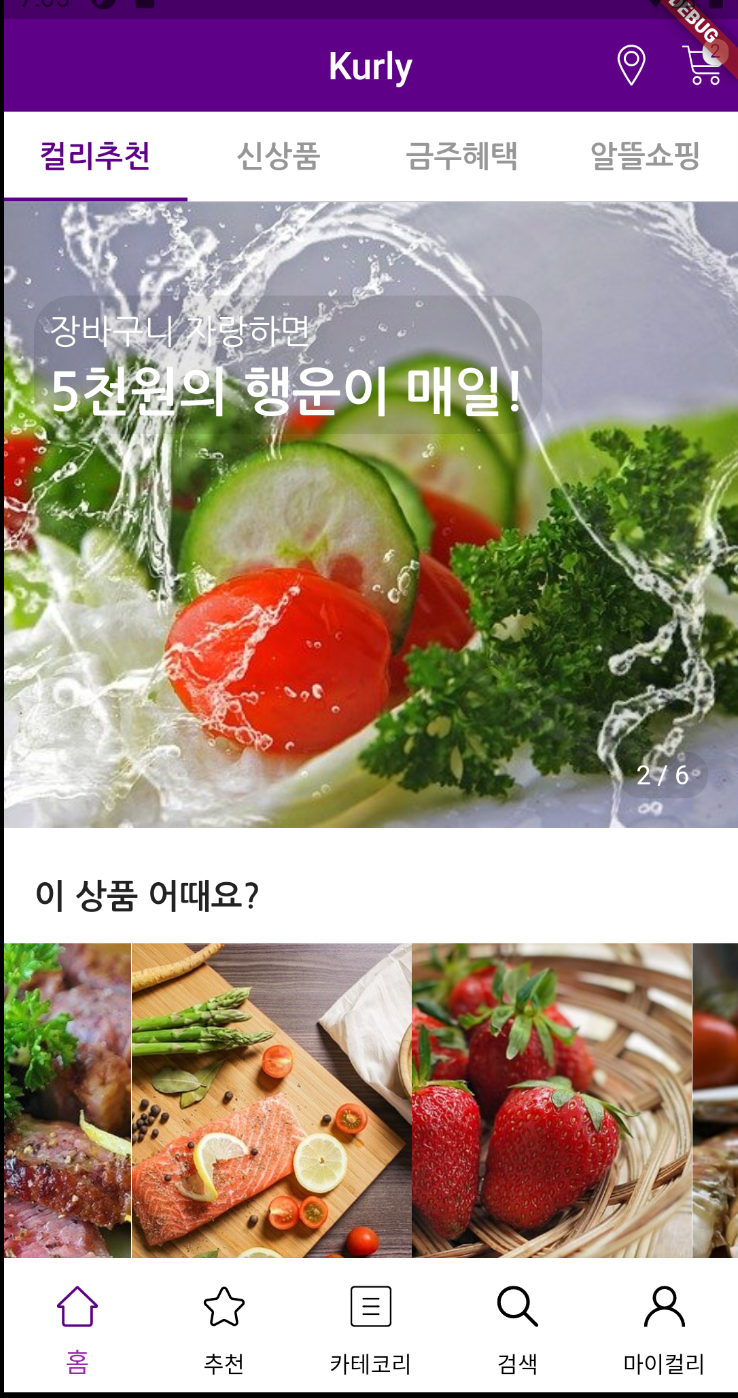 DEBUG
Kurly
2
컬리추천 신상품 금주혜택 알뜰쇼핑
장바구니 자랑하면
5천원의 행운이 매일!
2 / 6
이 상품 어때요?
홈 추천 카테코리 검색 마이컬리